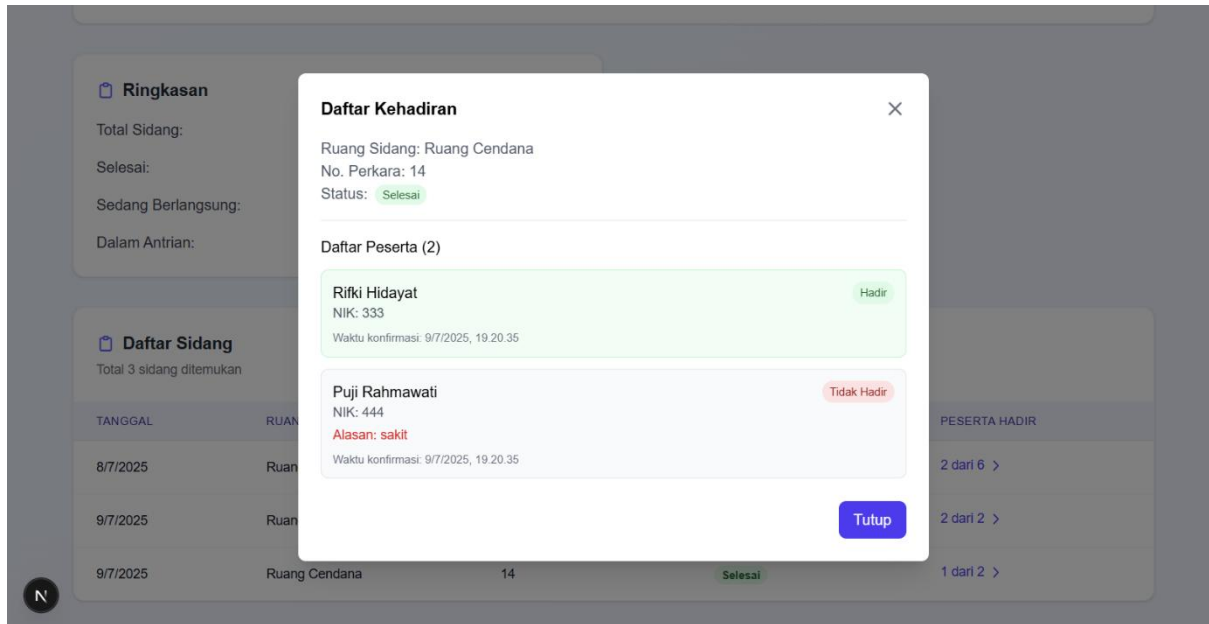 Ringkasan
Total Sidang:
Selesai:
Sedang Berlangsung:
Dalam Antrian:
Daftar Kehadiran
Ruang Sidang: Ruang Cendana
No. Perkara: 14
Status: Selesai
Daftar Peserta (2)
Rifki Hidayat Hadir
NIK: 333
Waktu konfirmasi: 9/7/2025, 19.20.35
Puji Rahmawati Tidak Hadir
NIK: 444
Alasan: sakit
Waktu konfirmasi: 9/7/2025, 19.20.35
Tutup
Daftar Sidang
Total 3 sidang ditemukan
TANGGAL PESERTA HADIR
8/7/2025 2 dari 6
9/7/2025 2 dari 2
9/7/2025 Ruang Cendana 14 Selesai 1 dari 2
N